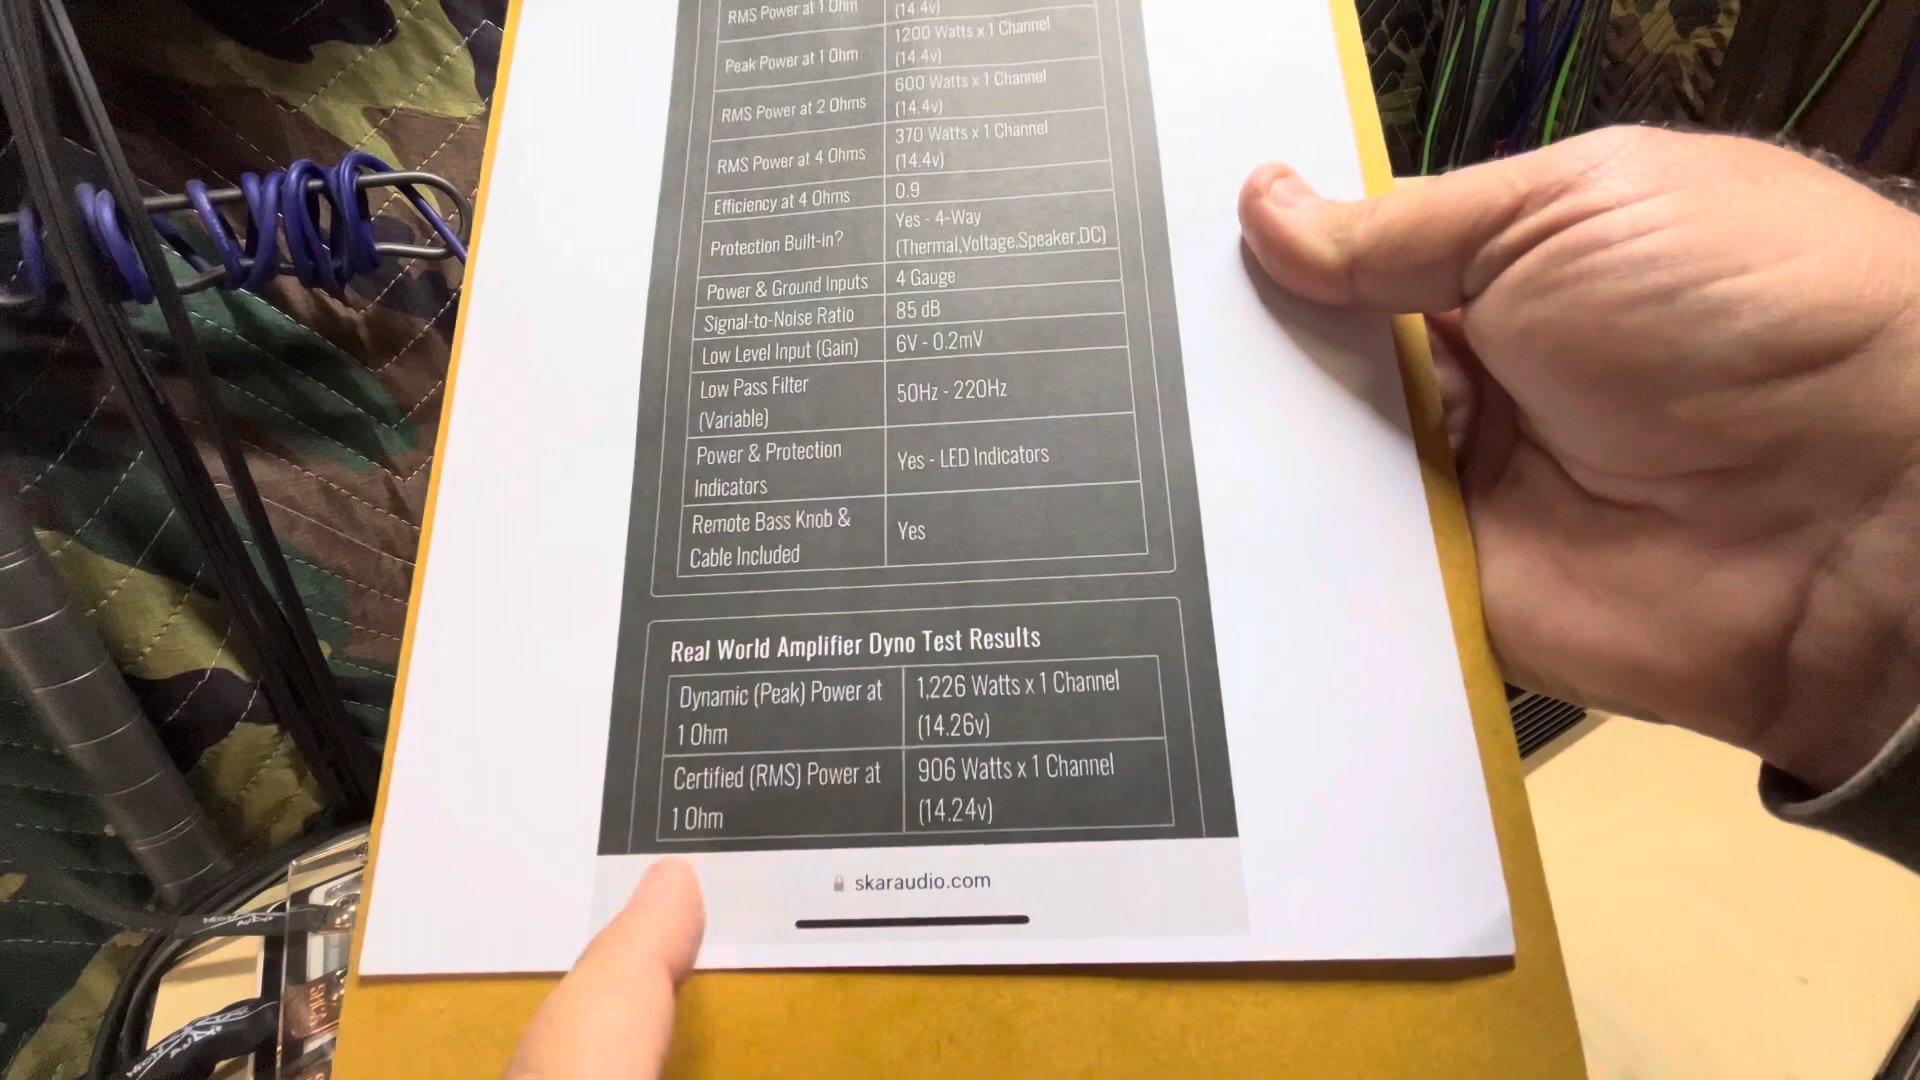 RMS Power at 1 Ohm
(14.4v)
Peak Power at 1 Ohm
1200 Watts x 1 Channel
(14.4v)
RMS Power at 2 Ohms
600 Watts x 1 Channel
(14.4v)
RMS Power at 4 Ohms
370 Watts x 1 Channel
(14.4v)
Efficiency at 4 Ohms
0.9
Protection Built-in?
Yes - 4-Way
(Thermal,Voltage,Speaker,DC)
Power & Ground Inputs
4 Gauge
Signal-to-Noise Ratio
85 dB
Low Level Input (Gain)
6V - 0.2mV
Low Pass Filter
(Variable)
50Hz - 220Hz
Power & Protection
Indicators
Yes - LED Indicators
Remote Bass Knob &
Cable Included
Yes
Real World Amplifier Dyno Test Results
Dynamic (Peak) Power at
1 Ohm
1,226 Watts x 1 Channel
(14.26v)
Certified (RMS) Power at
1 Ohm
906 Watts x 1 Channel
(14.24v)
skaraudio.com